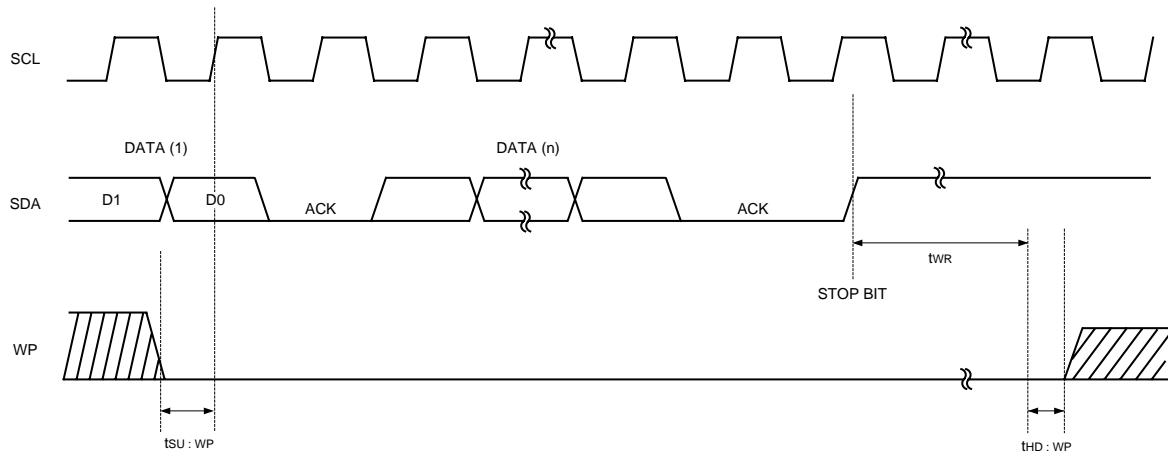 SCL
DATA (1) DATA (n)
SDA D1 D0 ACK ACK
tWR
STOP BIT
WP
tSU : WP tHD : WP